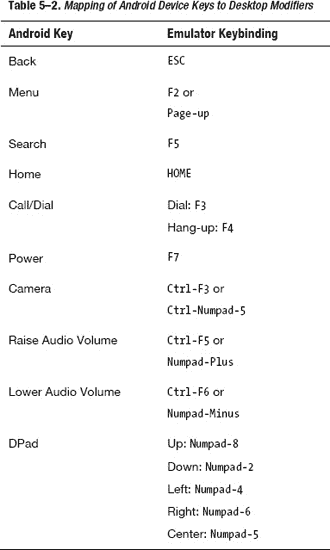 Table 5–2. Mapping of Android Device Keys to Desktop Modifiers
Android Key Emulator Keybinding
Back ESC
Menu F2 or
Page-up
Search F5
Home HOME
Call/Dial Dial: F3
Hang-up: F4
Power F7
Camera Ctrl-F3 or
Ctrl-Numpad-5
Raise Audio Volume Ctrl-F5 or
Numpad-Plus
Lower Audio Volume Ctrl-F6 or
Numpad-Minus
DPad Up: Numpad-8
Down: Numpad-2
Left: Numpad-4
Right: Numpad-6
Center: Numpad-5